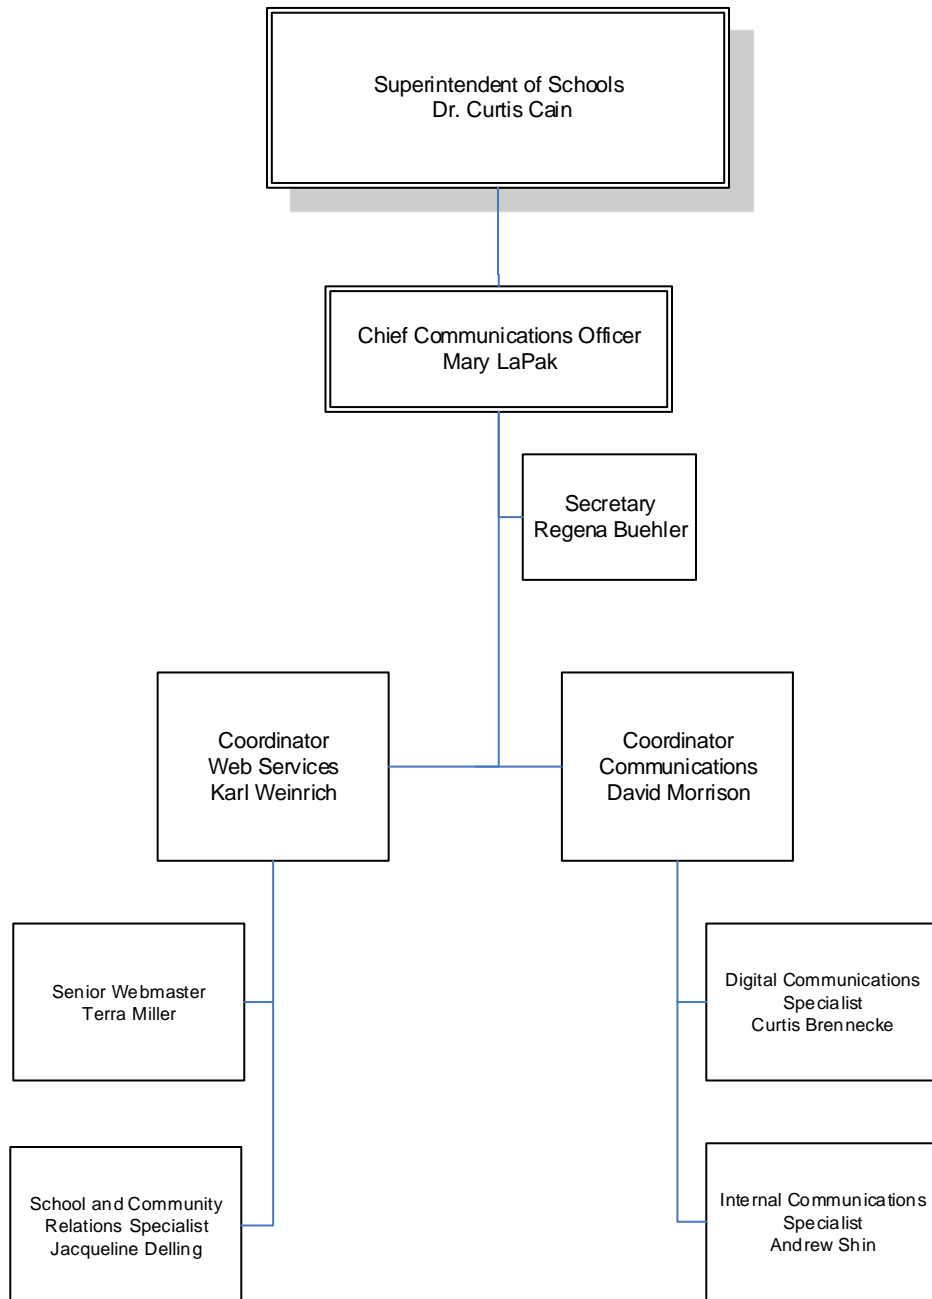 Superintendent of Schools
Dr. Curtis Cain
Chief Communications Officer
Mary LaPak
Secretary
Regena Buehler
Coordinator
Web Services
Karl Weinrich
Coordinator
Communications
David Morrison
Senior Webmaster
Terra Miller
Digital Communications
Specialist
Curtis Brennecke
School and Community
Relations Specialist
Jacqueline Delling
Internal Communications
Specialist
Andrew Shin